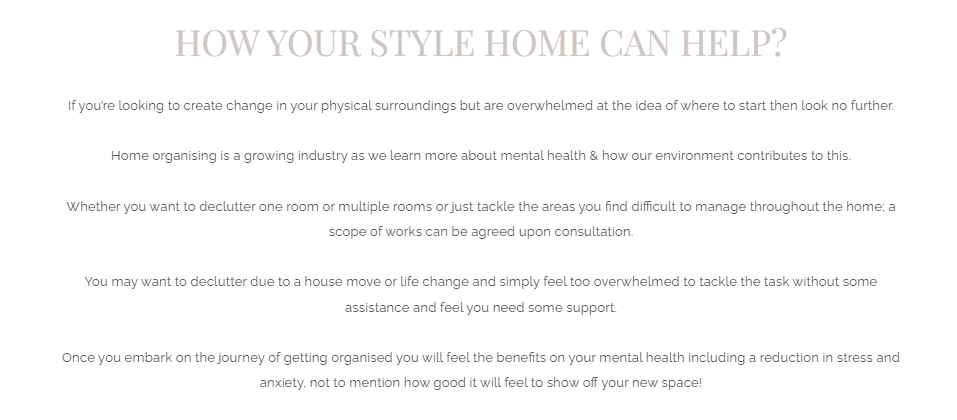 HOW YOUR STYLE HOME CAN HELP?
If you're looking to create change in your physical surroundings but are overwhelmed at the idea of where to start then look no further.
Home organising is a growing industry as we learn more about mental health & how our environment contributes to this.
Whether you want to declutter one room or multiple rooms or just tackle the areas you find difficult to manage throughout the home; a
scope of works can be agreed upon consultation.
You may want to declutter due to a house move or life change and simply feel too overwhelmed to tackle the task without some
assistance and feel you need some support.
Once you embark on the journey of getting organised you will feel the benefits on your mental health including a reduction in stress and
anxiety, not to mention how good it will feel to show off your new space!